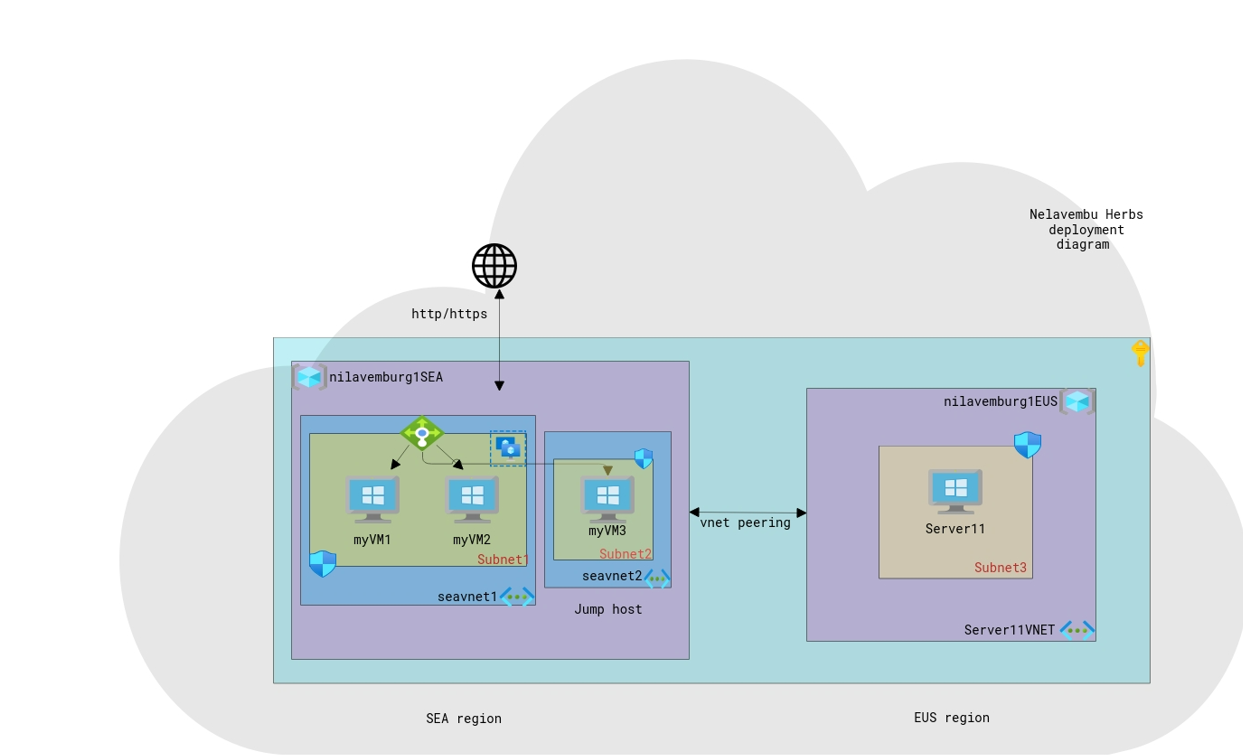 Nelavembu Herbs
deployment
diagram
http/https
nilavemburg1SEA
nilavemburg1EUS
vnet peering
myVM1
myVM2
myVM3
Server11
Subnet1
Subnet2
Subnet3
seavnet2
seavnet1
Jump host
Server11VNET
SEA region
EUS region